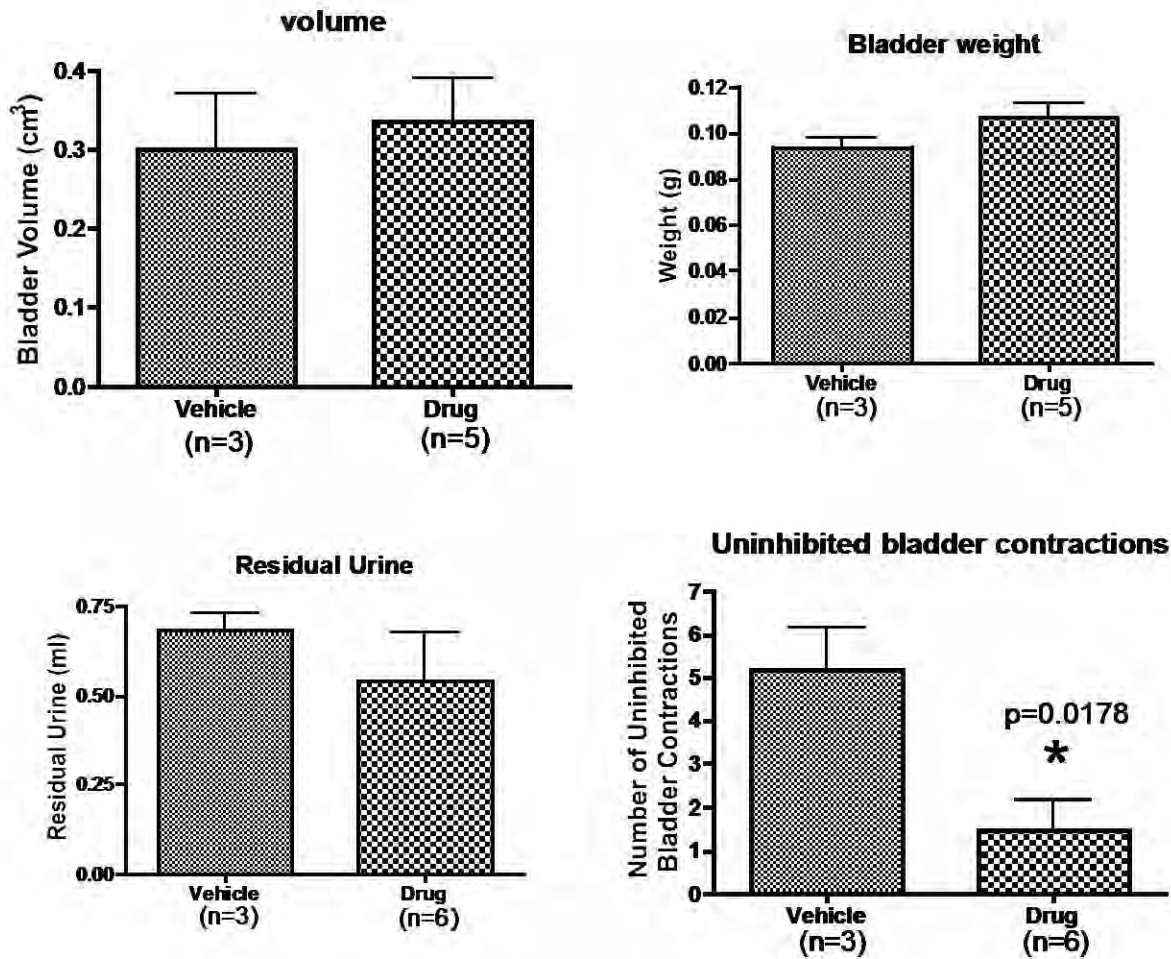 volume
Bladder Volume (cm³)
0.4
0.3
0.2
0.1
0.0
Vehicle
(n=3)
Drug
(n=5)
Bladder weight
Weight (g)
0.12
0.10
0.08
0.06
0.04
0.02
0.00
Vehicle
(n=3)
Drug
(n=5)
Residual Urine
Residual Urine (ml)
0.75
0.50
0.25
0.00
Vehicle
(n=3)
Drug
(n=6)
Uninhibited bladder contractions
Number of Uninhibited
Bladder Contractions
7
6
5
4
3
2
1
0
p=0.0178
*
Vehicle
(n=3)
Drug
(n=6)